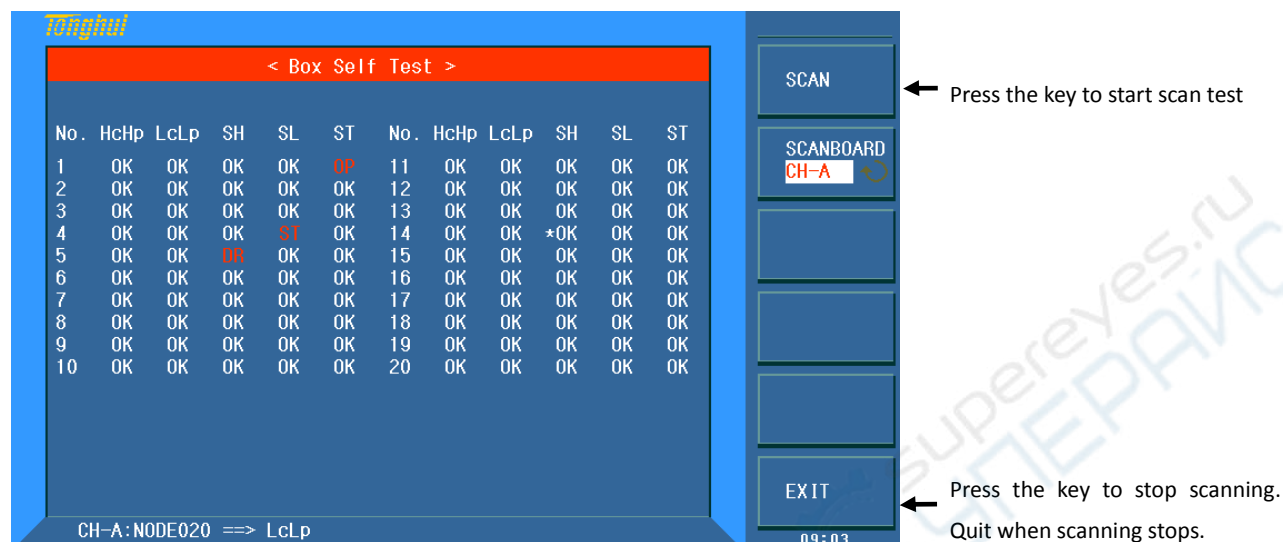 Tonghui
< Box Self Test >
No. HcHp LcLp SH SL ST No. HcHp LcLp SH SL ST
1 OK OK OK OK OP 11 OK OK OK OK OK
2 OK OK OK OK OK 12 OK OK OK OK OK
3 OK OK OK OK OK 13 OK OK OK OK OK
4 OK OK OK ST OK 14 OK OK *OK OK OK
5 OK OK DR OK OK 15 OK OK OK OK OK
6 OK OK OK OK OK 16 OK OK OK OK OK
7 OK OK OK OK OK 17 OK OK OK OK OK
8 OK OK OK OK OK 18 OK OK OK OK OK
9 OK OK OK OK OK 19 OK OK OK OK OK
10 OK OK OK OK OK 20 OK OK OK OK OK
CH-A:NODE020 ==> LcLp
SCAN
SCANBOARD
CH-A
EXIT
09:03
Press the key to start scan test
Press the key to stop scanning.
Quit when scanning stops.
supereyes.ru